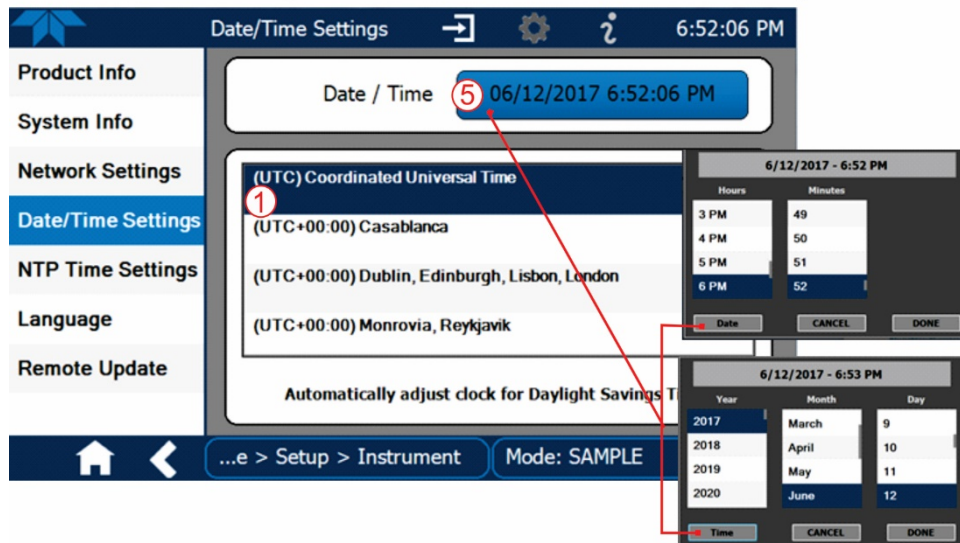 Date/Time Settings 6:52:06 PM
Product Info
System Info
Network Settings
Date/Time Settings
NTP Time Settings
Language
Remote Update
Date / Time 5 06/12/2017 6:52:06 PM
(UTC) Coordinated Universal Time
1
(UTC+00:00) Casablanca
(UTC+00:00) Dublin, Edinburgh, Lisbon, London
(UTC+00:00) Monrovia, Reykjavik
Automatically adjust clock for Daylight Savings T
...e > Setup > Instrument Mode: SAMPLE
6/12/2017 - 6:52 PM
Hours Minutes
3 PM 49
4 PM 50
5 PM 51
6 PM 52
Date CANCEL DONE
6/12/2017 - 6:53 PM
Year Month Day
2017 March 9
2018 April 10
2019 May 11
2020 June 12
Time CANCEL DONE